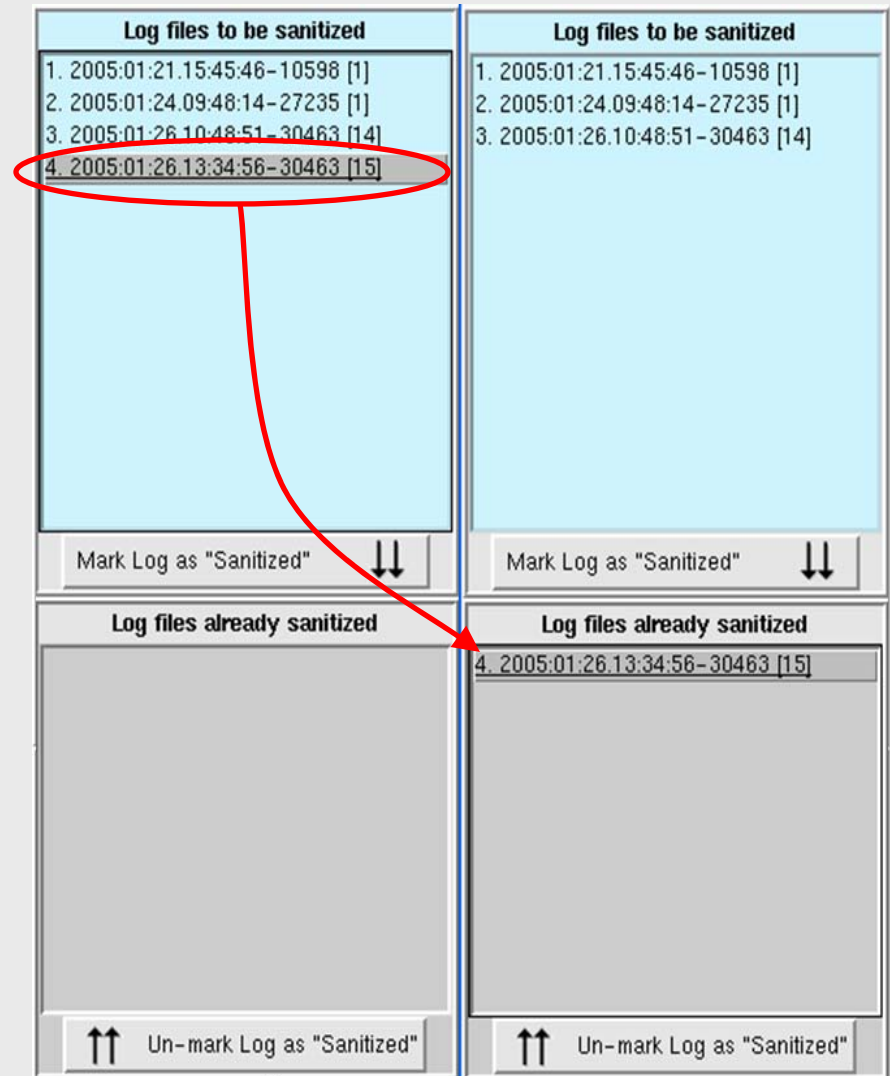 Log files to be sanitized
1. 2005:01:21.15:45:46-10598 [1]
2. 2005:01:24.09:48:14-27235 [1]
3. 2005:01:26.10:48:51-30463 [14]
4. 2005:01:26.13:34:56-30463 [15]
Mark Log as "Sanitized"
Log files already sanitized
Un-mark Log as "Sanitized"
Log files to be sanitized
1. 2005:01:21.15:45:46-10598 [1]
2. 2005:01:24.09:48:14-27235 [1]
3. 2005:01:26.10:48:51-30463 [14]
Mark Log as "Sanitized"
Log files already sanitized
4. 2005:01:26.13:34:56-30463 [15]
Un-mark Log as "Sanitized"